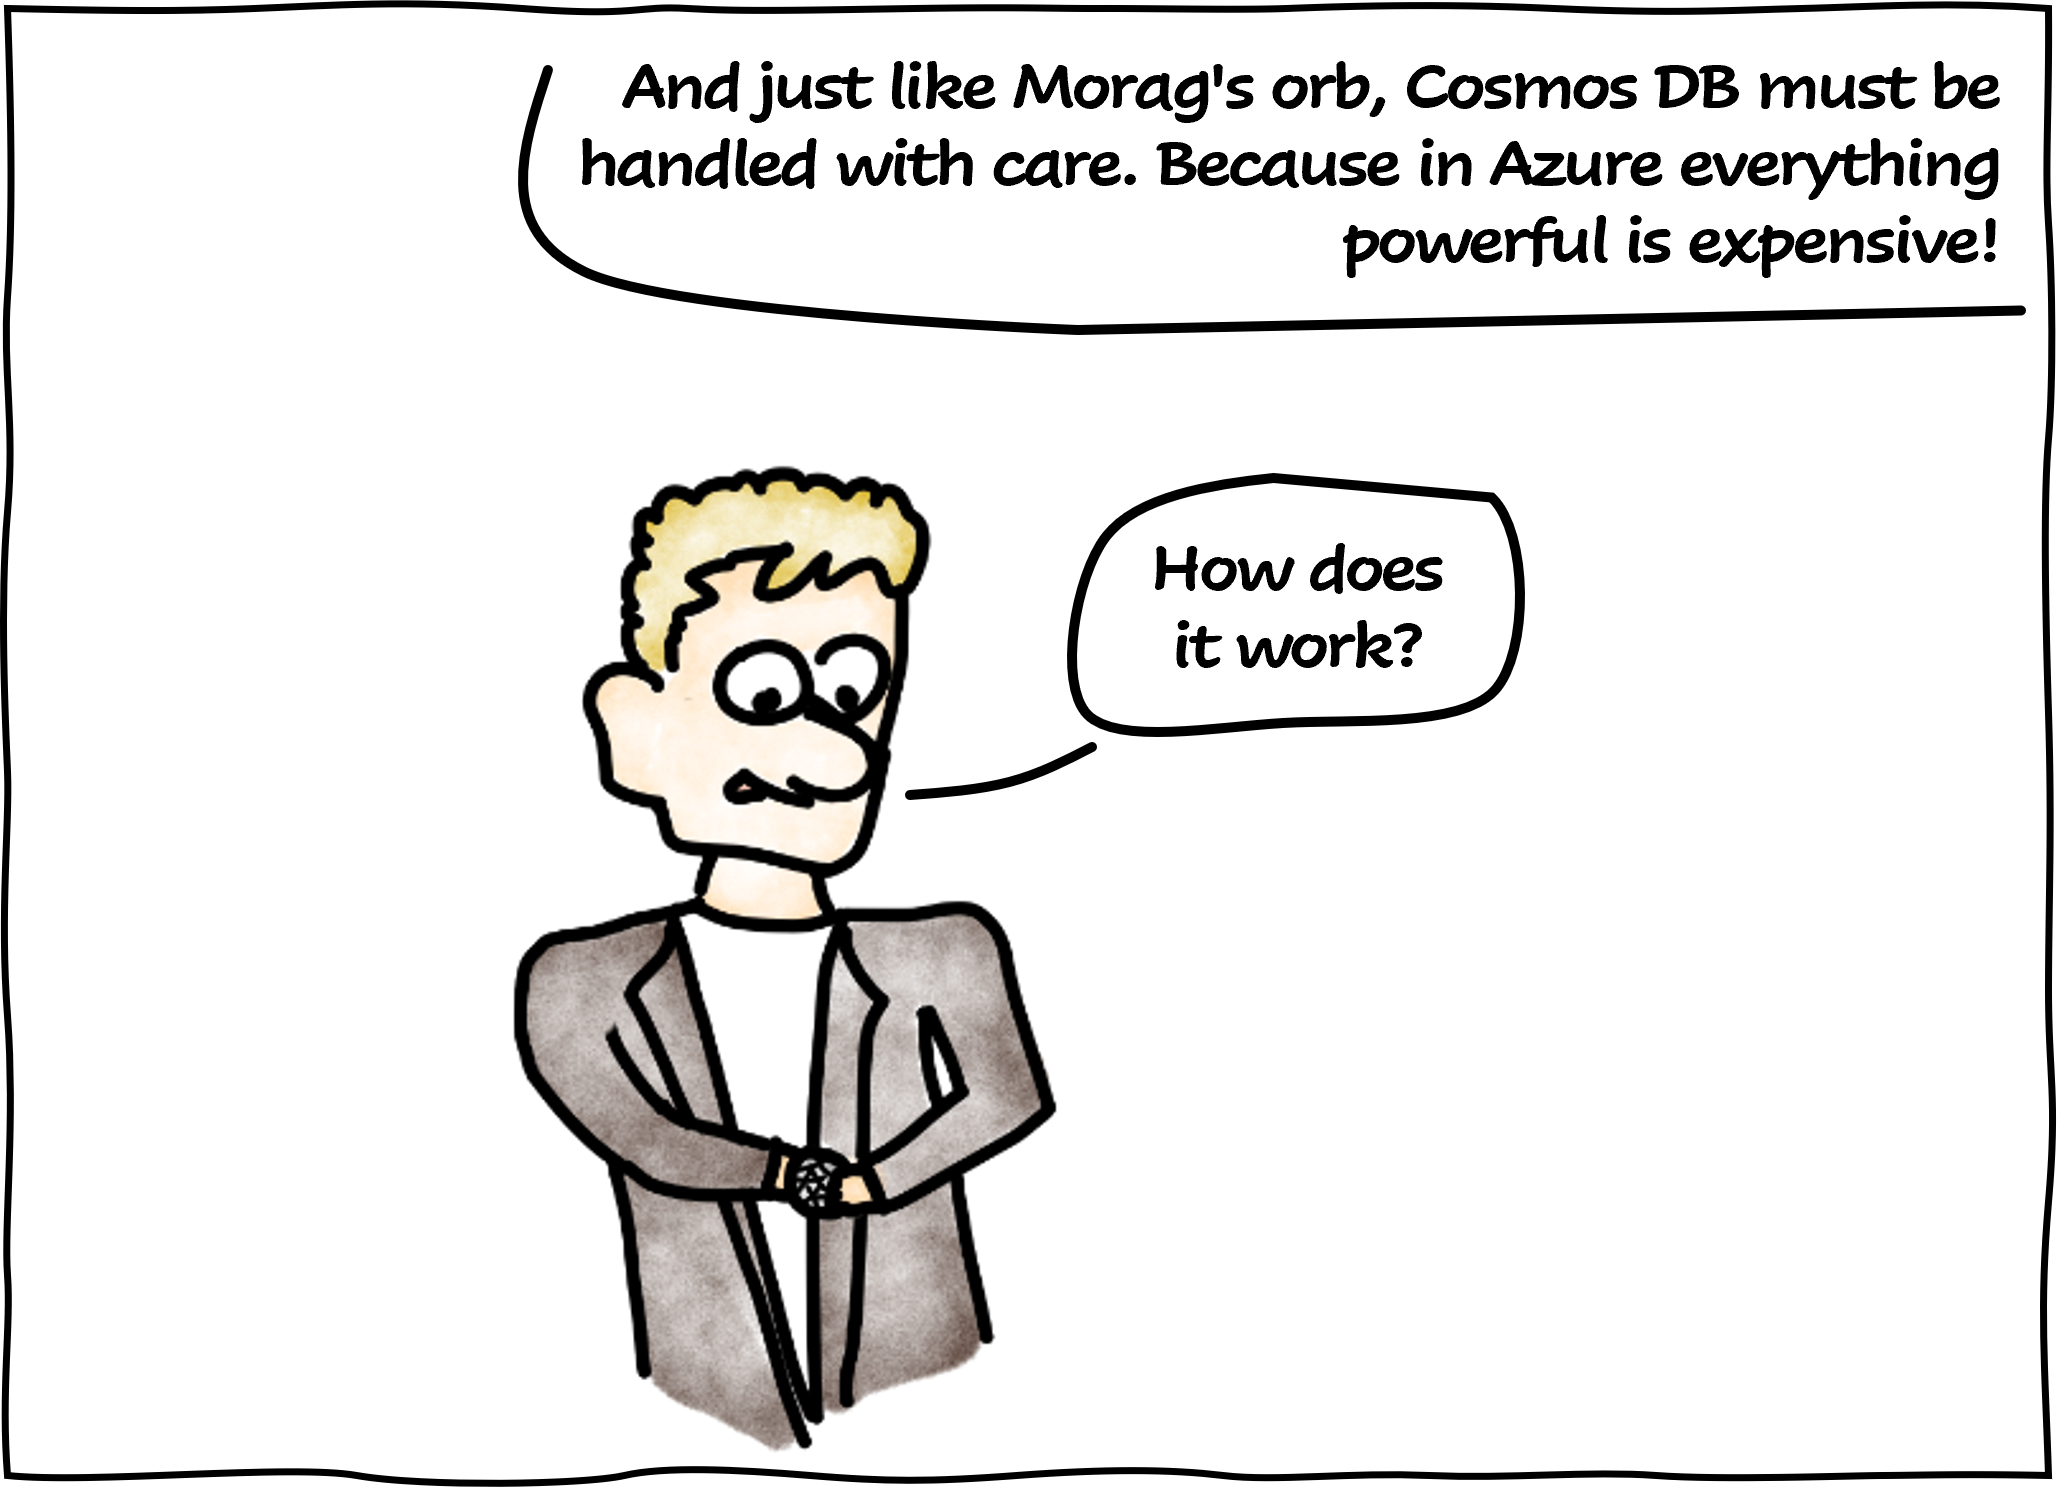 And just like Morag's orb, Cosmos DB must be
handled with care. Because in Azure everything
powerful is expensive!
How does
it work?